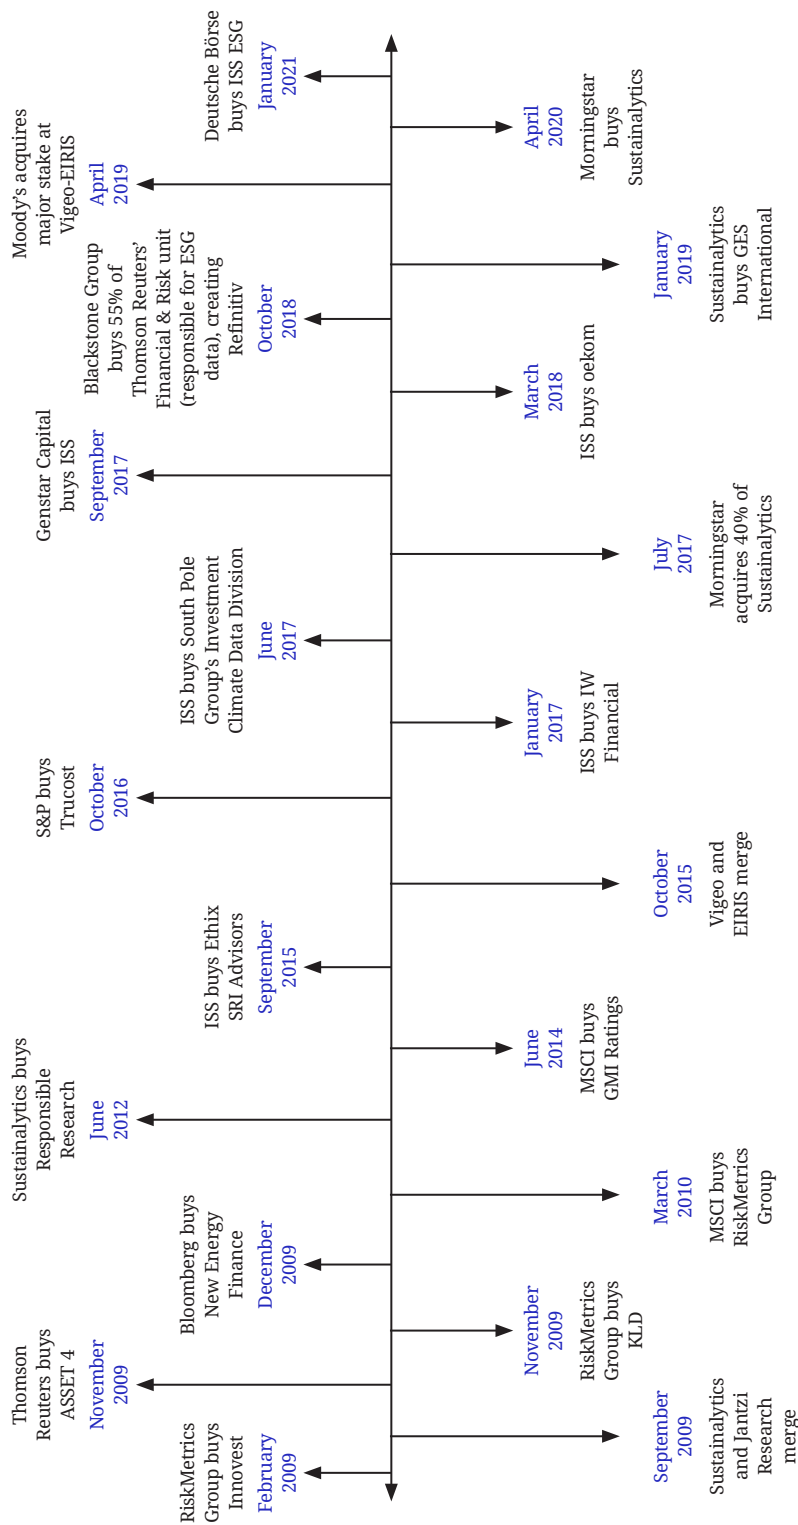 RiskMetrics
Group buys
Innovest
February
2009
Sustainalytics
and Jantzi
Research
merge
September
2009
Thomson
Reuters buys
ASSET 4
November
2009
RiskMetrics
Group buys
KLD
November
2009
Bloomberg buys
New Energy
Finance
December
2009
March
2010
MSCI buys
RiskMetrics
Group
Sustainalytics buys
Responsible
Research
June
2012
June
2014
MSCI buys
GMI Ratings
ISS buys Ethix
SRI Advisors
September
2015
October
2015
Vigeo and
EIRIS merge
S&P buys
Trucost
October
2016
January
2017
ISS buys IW
Financial
ISS buys South Pole
Group's Investment
Climate Data Division
June
2017
July
2017
Morningstar
acquires 40% of
Sustainalytics
Genstar Capital
buys ISS
September
2017
March
2018
ISS buys oekom
Blackstone Group
buys 55% of
Thomson Reuters'
Financial & Risk unit
(responsible for ESG
data), creating
Refinitiv
October
2018
January
2019
Sustainalytics
buys GES
International
Moody's acquires
major stake at
Vigeo-EIRIS
April
2019
April
2020
Morningstar
buys
Sustainalytics
Deutsche Börse
buys ISS ESG
January
2021